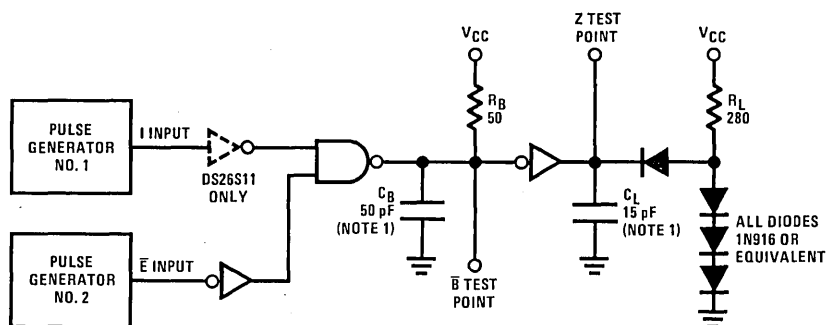 PULSE
GENERATOR
NO. 1
I INPUT
DS26S11
ONLY
PULSE
GENERATOR
NO. 2
E̅ INPUT
VCC
RB
50
CB
50 pF
(NOTE 1)
B̅ TEST
POINT
Z TEST
POINT
CL
15 pF
(NOTE 1)
VCC
RL
280
ALL DIODES
1N916 OR
EQUIVALENT